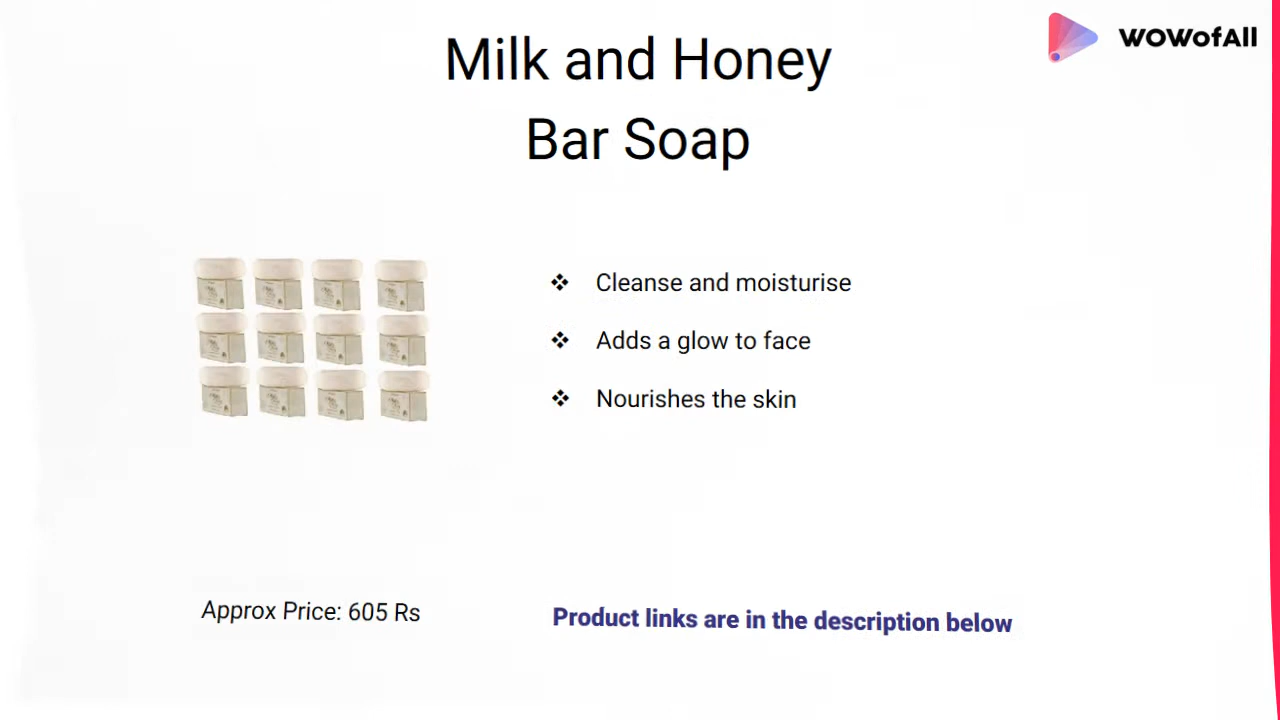 WOWofAll
Milk and Honey
Bar Soap
❖ Cleanse and moisturise
❖ Adds a glow to face
❖ Nourishes the skin
Approx Price: 605 Rs
Product links are in the description below